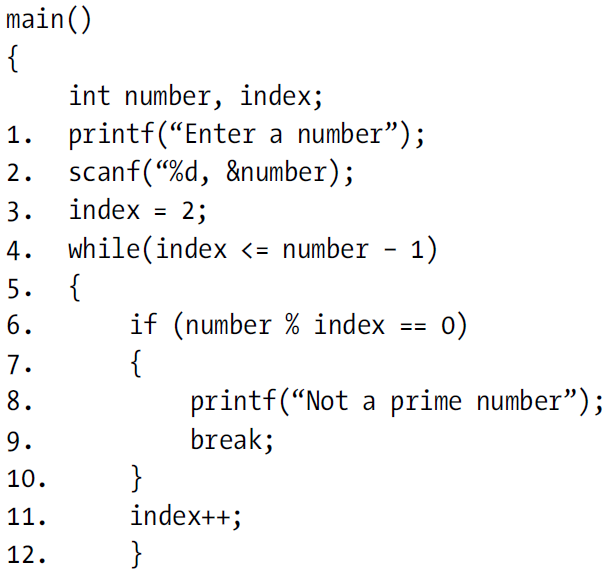 main()
{
int number, index;
1. printf(“Enter a number”);
2. scanf(“%d, &number);
3. index = 2;
4. while(index <= number – 1)
5. {
6. if (number % index == 0)
7. {
8. printf(“Not a prime number”);
9. break;
10. }
11. index++;
12. }